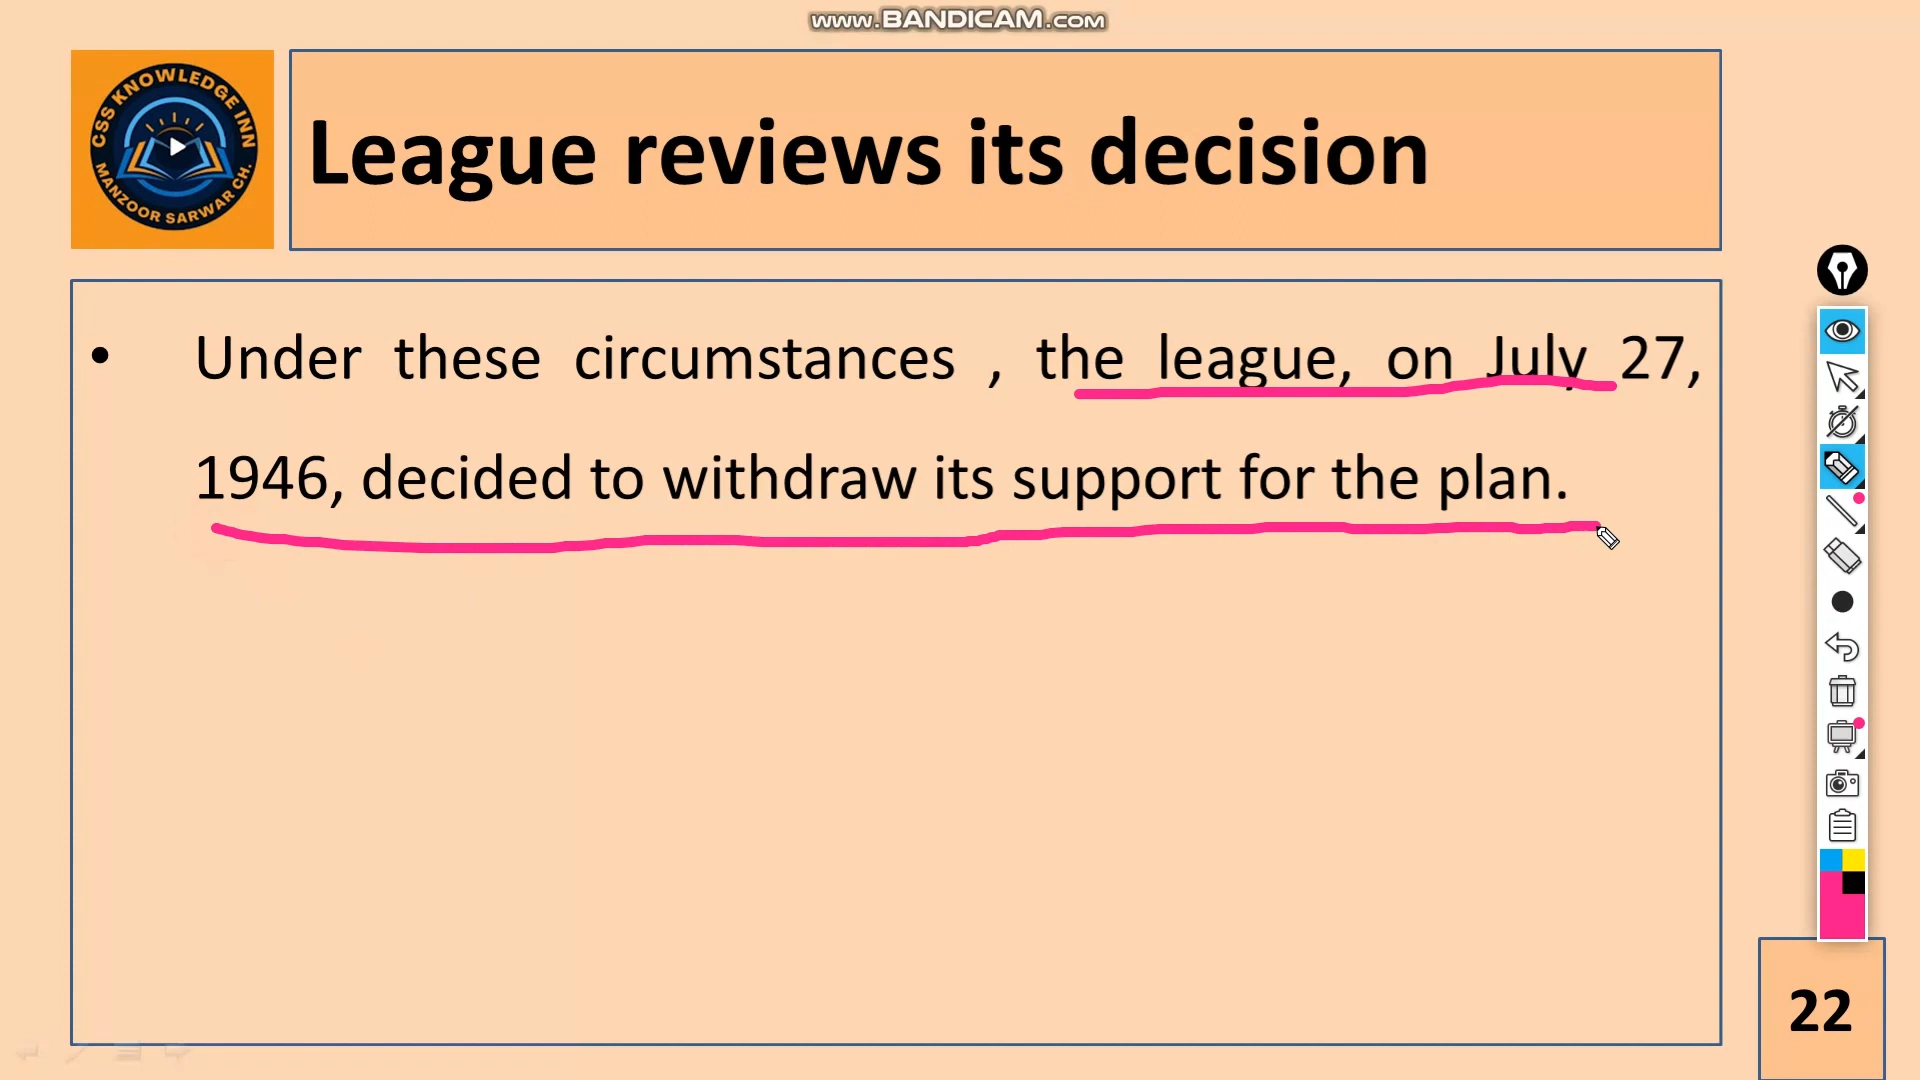 WWW.BANDICAM.COM
CSS KNOWLEDGE INN
MANZOOR SARWAR CH.
League reviews its decision
• Under these circumstances , the league, on July 27,
1946, decided to withdraw its support for the plan.
22